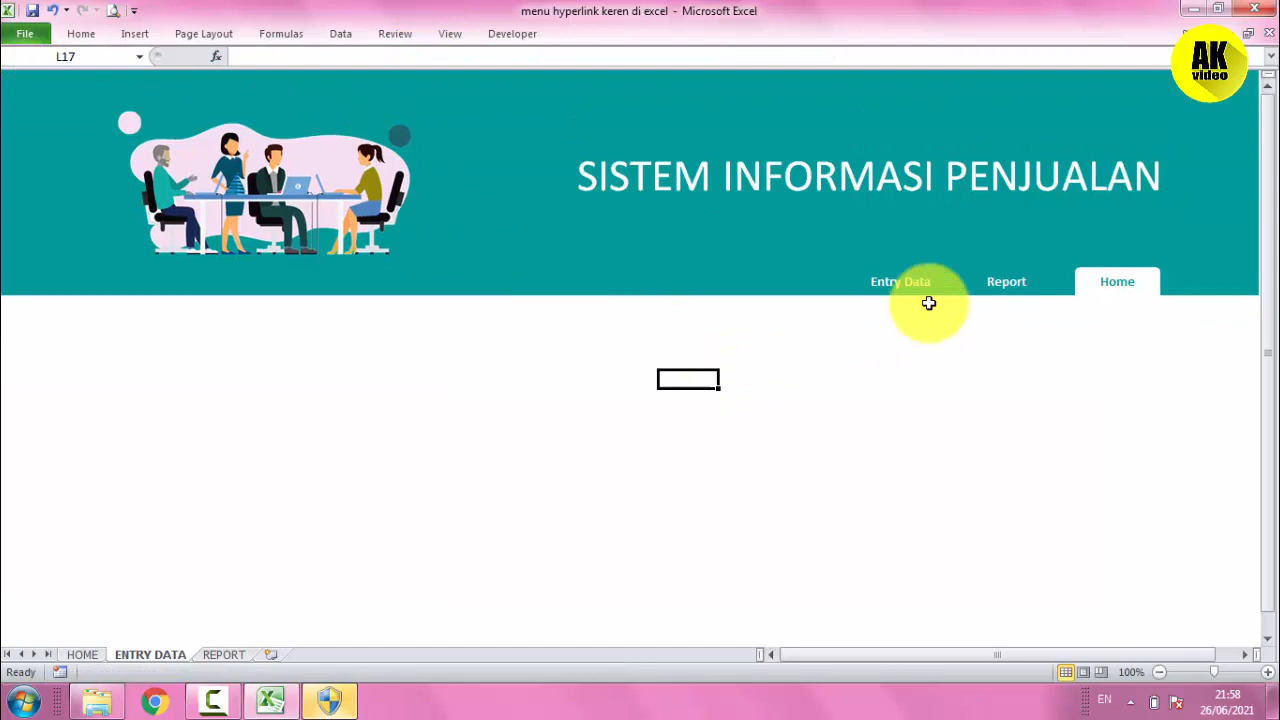 menu hyperlink keren di excel - Microsoft Excel
File Home Insert Page Layout Formulas Data Review View Developer
L17 fx
AK
video
SISTEM INFORMASI PENJUALAN
Entry Data Report Home
HOME ENTRY DATA REPORT
Ready 100%
EN 21:58
26/06/2021